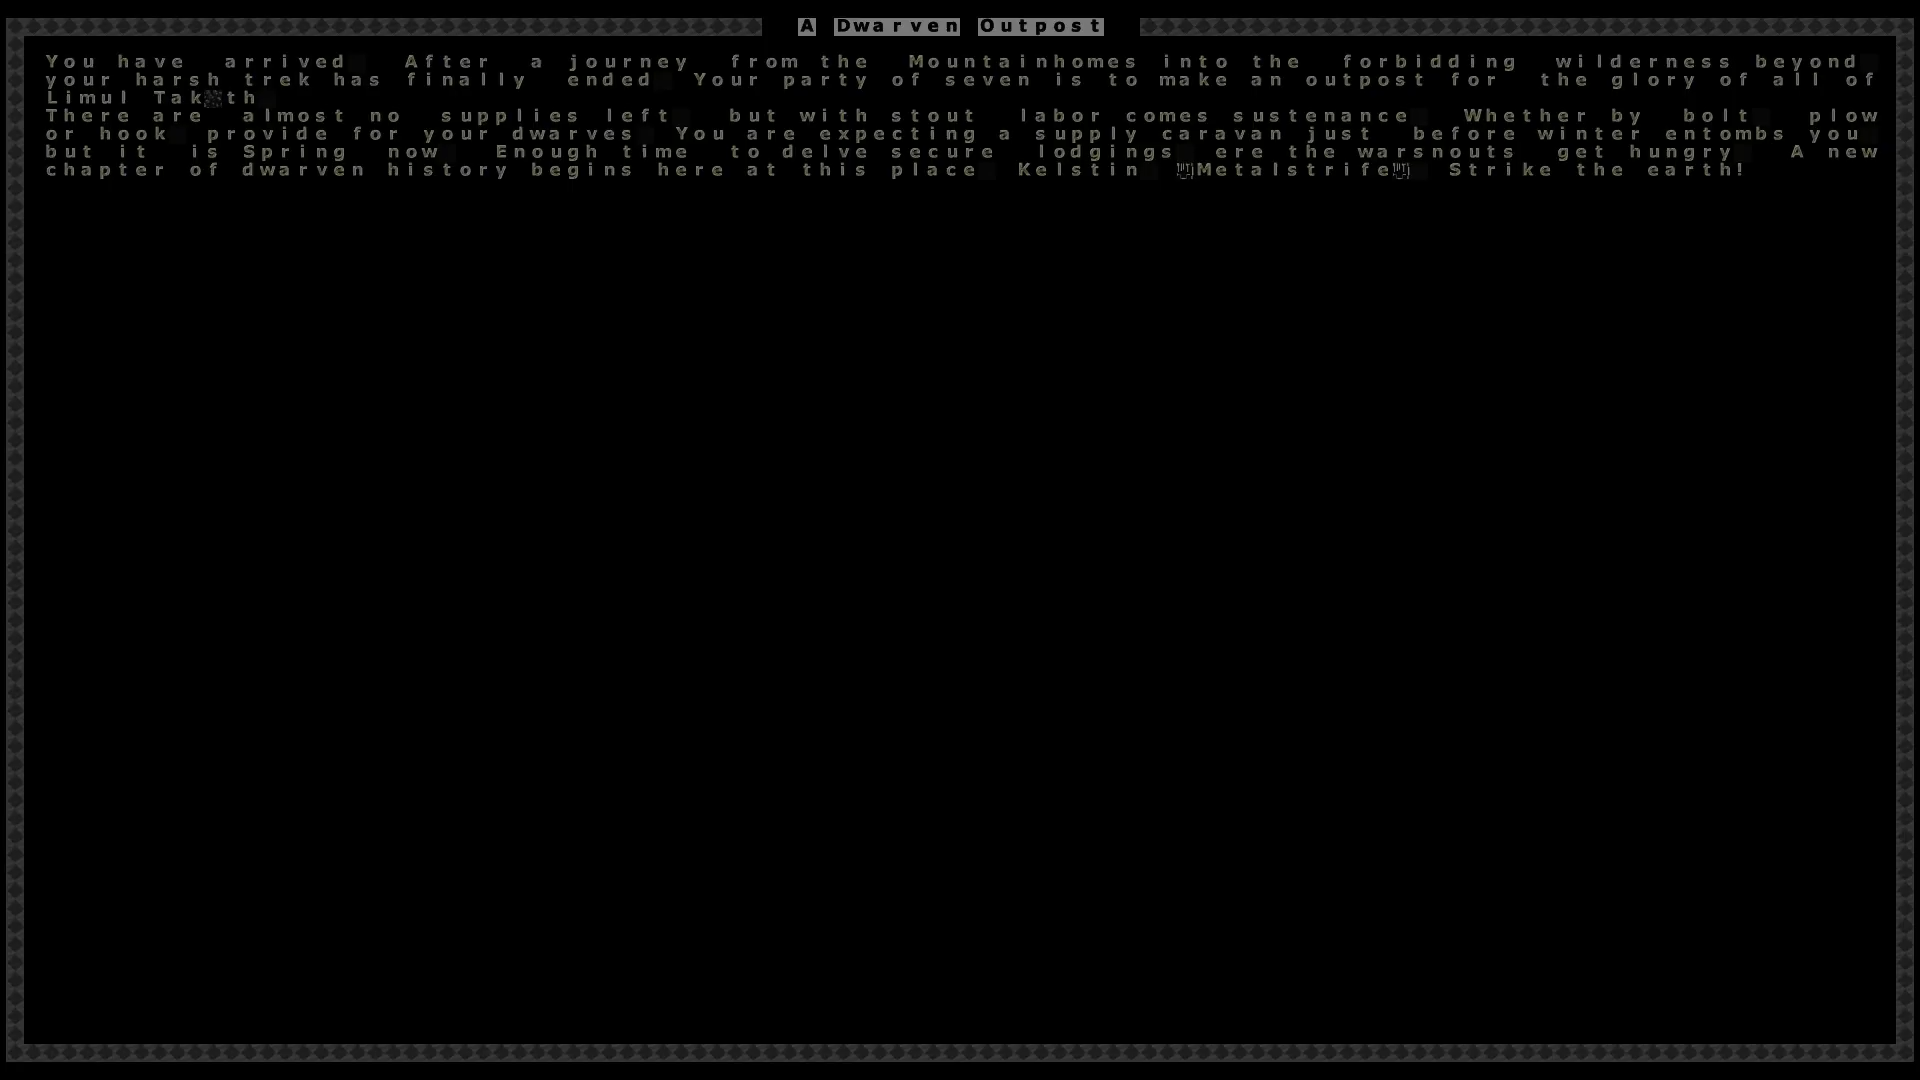 A Dwarven Outpost
You have arrived After a journey from the Mountainhomes into the forbidding wilderness beyond
your harsh trek has finally ended Your party of seven is to make an outpost for the glory of all of
Limul
There are almost no supplies left but with stout labor comes sustenance Whether by bolt plow
or hook provide for your dwarves You are expecting a supply caravan just before winter entombs you
but it is Spring now Enough time to delve secure lodgings ere the warsnouts get hungry A new
chapter of dwarven history begins here at this place Kelstin Metalstrife Strike the earth!